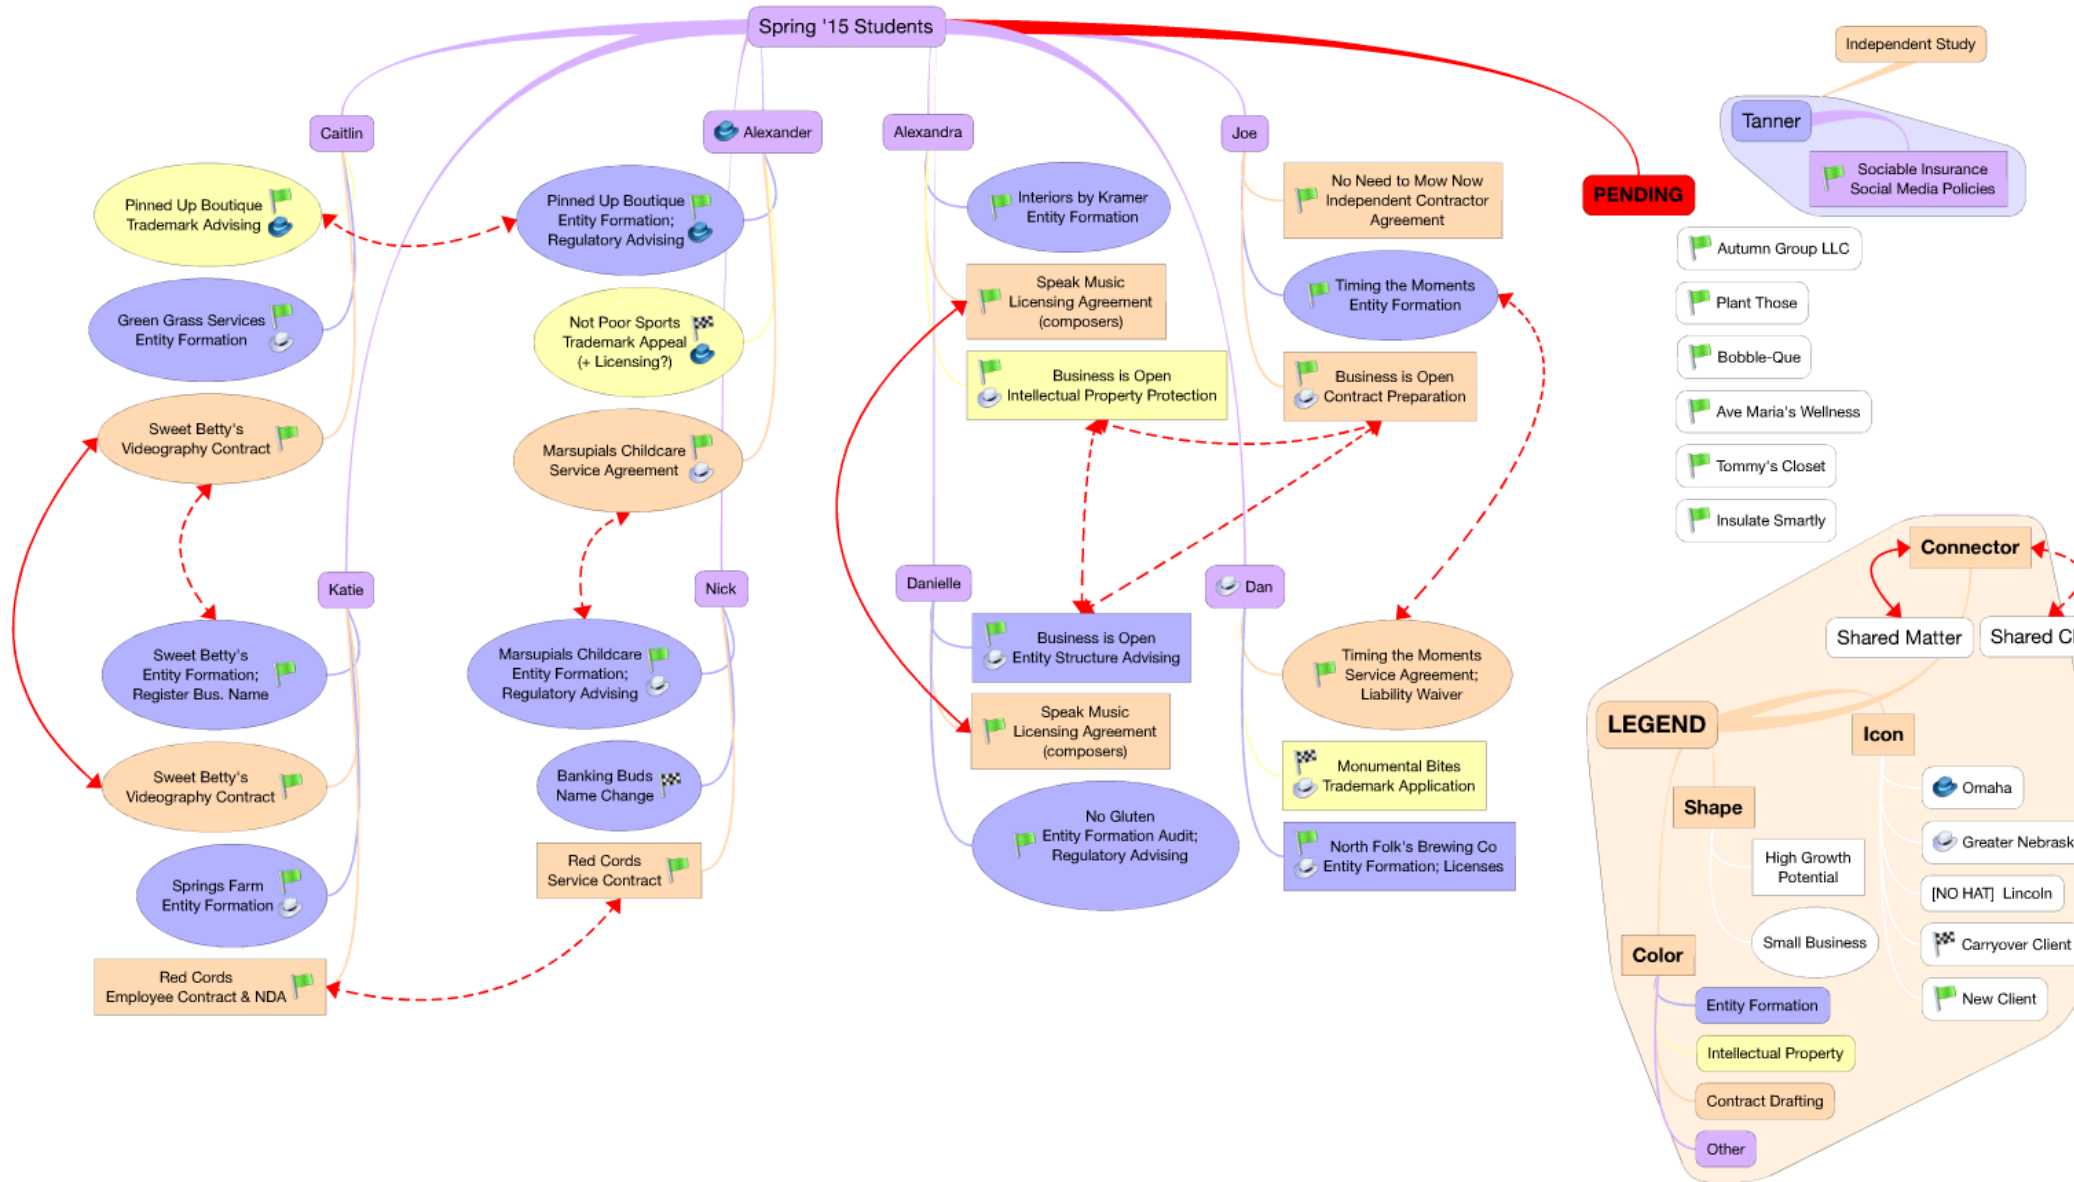 Spring '15 Students
Caitlin
Pinned Up Boutique
Trademark Advising
Green Grass Services
Entity Formation
Sweet Betty's
Videography Contract
Katie
Sweet Betty's
Entity Formation;
Register Bus. Name
Sweet Betty's
Videography Contract
Springs Farm
Entity Formation
Red Cords
Employee Contract & NDA
Alexander
Pinned Up Boutique
Entity Formation;
Regulatory Advising
Not Poor Sports
Trademark Appeal
(+ Licensing?)
Marsupials Childcare
Service Agreement
Nick
Marsupials Childcare
Entity Formation;
Regulatory Advising
Banking Buds
Name Change
Red Cords
Service Contract
Alexandra
Interiors by Kramer
Entity Formation
Speak Music
Licensing Agreement
(composers)
Business is Open
Intellectual Property Protection
Danielle
Business is Open
Entity Structure Advising
Speak Music
Licensing Agreement
(composers)
No Gluten
Entity Formation Audit;
Regulatory Advising
Joe
No Need to Mow Now
Independent Contractor
Agreement
Timing the Moments
Entity Formation
Business is Open
Contract Preparation
Dan
Timing the Moments
Service Agreement;
Liability Waiver
Monumental Bites
Trademark Application
North Folk's Brewing Co
Entity Formation; Licenses
PENDING
Autumn Group LLC
Plant Those
Bobble-Que
Ave Maria's Wellness
Tommy's Closet
Insulate Smartly
Independent Study
Tanner
Sociable Insurance
Social Media Policies
Connector
Shared Matter
Shared Cl
LEGEND
Icon
Omaha
Greater Nebrask
[NO HAT] Lincoln
Carryover Client
New Client
Shape
High Growth
Potential
Small Business
Color
Entity Formation
Intellectual Property
Contract Drafting
Other